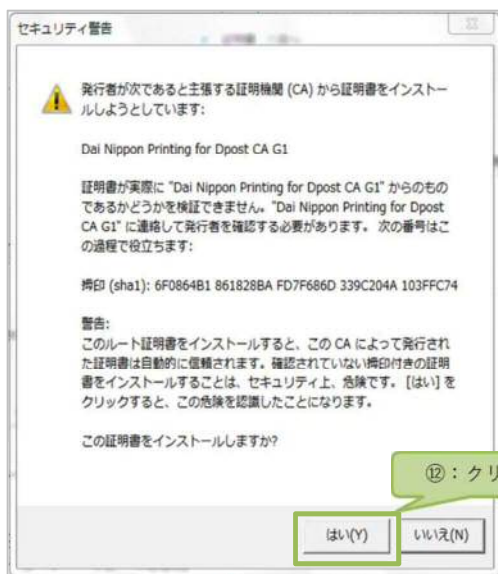 セキュリティ警告
発行者が次であると主張する証明機関 (CA) から証明書をインストー
ルしようとしています:
Dai Nippon Printing for Dpost CA G1
証明書が実際に "Dai Nippon Printing for Dpost CA G1" からのもの
であるかどうかを検証できません。"Dai Nippon Printing for Dpost
CA G1" に連絡して発行者を確認する必要があります。 次の番号はこ
の過程で役立ちます:
拇印 (sha1): 6F0864B1 861828BA FD7F686D 339C204A 103FFC74
警告:
このルート証明書をインストールすると、この CA によって発行され
た証明書は自動的に信頼されます。確認されていない拇印付きの証明
書をインストールすることは、セキュリティ上、危険です。 [はい] を
クリックすると、この危険を認識したことになります。
この証明書をインストールしますか?
⑫：クリ
はい(Y) いいえ(N)